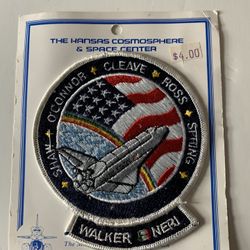 THE KANSAS COSMOSPHERE
& SPACE CENTER
$4.00
SHAW O'CONNOR CLEAVE ROSS SPRING
WALKER NERI